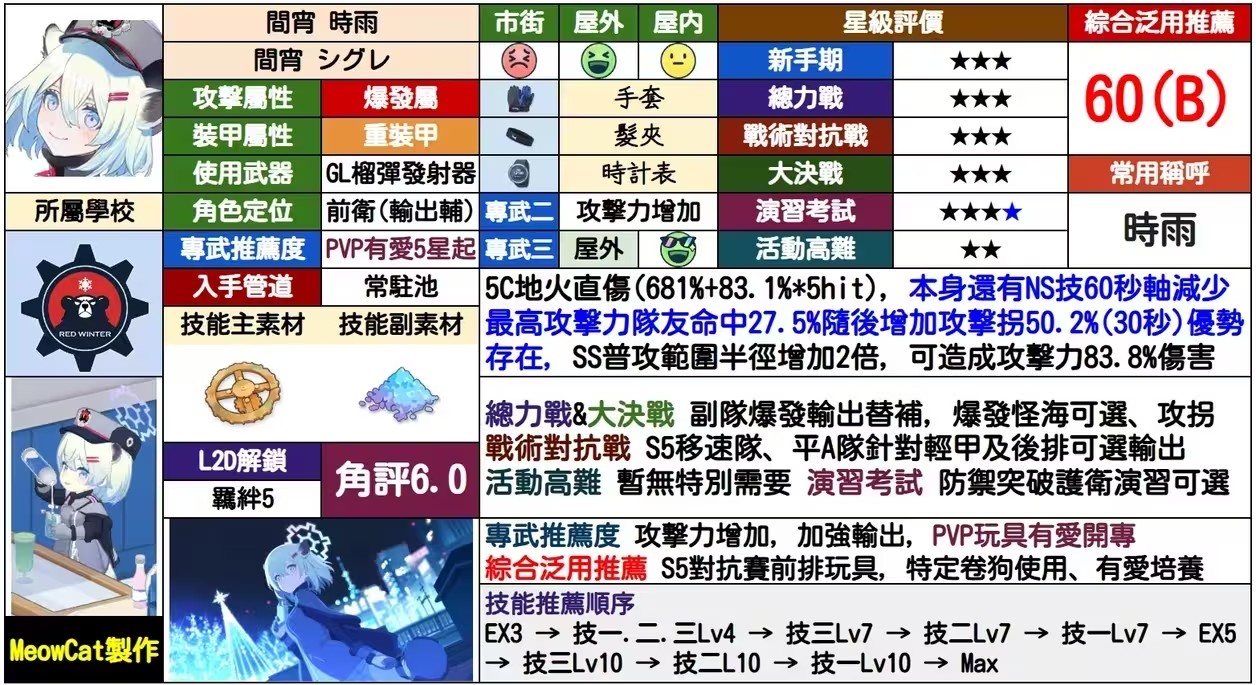 間宵 時雨
間宵 シグレ
市街 屋外 屋内
星級評價
綜合泛用推薦
新手期 ★★★
60(B)
攻擊屬性 爆發屬
手套
總力戰 ★★★
裝甲屬性 重裝甲
髮夾
戰術對抗戰 ★★★
使用武器 GL榴彈發射器
時計表
大決戰 ★★★
常用稱呼
所屬學校
角色定位 前衛(輸出輔)
專武二 攻擊力增加
演習考試 ★★★★
時雨
專武推薦度 PVP有愛5星起
專武三 屋外
活動高難 ★★
RED WINTER
入手管道 常駐池
技能主素材 技能副素材
5C地火直傷(681%+83.1%*5hit), 本身還有NS技60秒軸減少
最高攻擊力隊友命中27.5%隨後增加攻擊拐50.2%(30秒)優勢
存在, SS普攻範圍半徑增加2倍, 可造成攻擊力83.8%傷害
L2D解鎖
羈絆5
角評6.0
總力戰&大決戰 副隊爆發輸出替補, 爆發怪海可選、攻拐
戰術對抗戰 S5移速隊、平A隊針對輕甲及後排可選輸出
活動高難 暫無特別需要 演習考試 防禦突破護衛演習可選
專武推薦度 攻擊力增加, 加強輸出, PVP玩具有愛開專
綜合泛用推薦 S5對抗賽前排玩具, 特定卷狗使用、有愛培養
技能推薦順序
EX3 → 技一.二.三Lv4 → 技三Lv7 → 技二Lv7 → 技一Lv7 → EX5
→ 技三Lv10 → 技二L10 → 技一Lv10 → Max
MeowCat製作